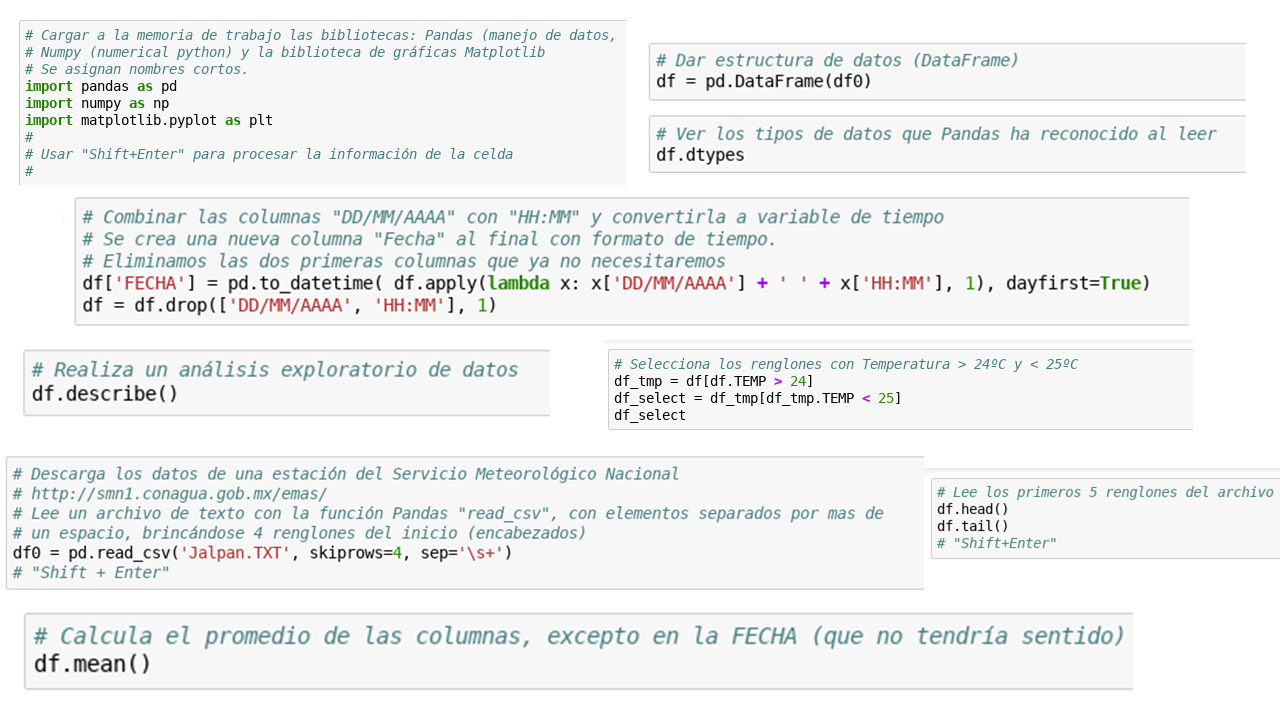 # Cargar a la memoria de trabajo las bibliotecas: Pandas (manejo de datos,
# Numpy (numerical python) y la biblioteca de gráficas Matplotlib
# Se asignan nombres cortos.
import pandas as pd
import numpy as np
import matplotlib.pyplot as plt
#
# Usar "Shift+Enter" para procesar la información de la celda
#
# Dar estructura de datos (DataFrame)
df = pd.DataFrame(df0)
# Ver los tipos de datos que Pandas ha reconocido al leer
df.dtypes
# Combinar las columnas "DD/MM/AAAA" con "HH:MM" y convertirla a variable de tiempo
# Se crea una nueva columna "Fecha" al final con formato de tiempo.
# Eliminamos las dos primeras columnas que ya no necesitaremos
df['FECHA'] = pd.to_datetime( df.apply(lambda x: x['DD/MM/AAAA'] + ' ' + x['HH:MM'], 1), dayfirst=True)
df = df.drop(['DD/MM/AAAA', 'HH:MM'], 1)
# Realiza un análisis exploratorio de datos
df.describe()
# Selecciona los renglones con Temperatura > 24ºC y < 25ºC
df_tmp = df[df.TEMP > 24]
df_select = df_tmp[df_tmp.TEMP < 25]
df_select
# Descarga los datos de una estación del Servicio Meteorológico Nacional
# http://smn1.conagua.gob.mx/emas/
# Lee un archivo de texto con la función Pandas "read_csv", con elementos separados por mas de
# un espacio, brincándose 4 renglones del inicio (encabezados)
df0 = pd.read_csv('Jalpan.TXT', skiprows=4, sep='\s+')
# "Shift + Enter"
# Lee los primeros 5 renglones del archivo
df.head()
df.tail()
# "Shift+Enter"
# Calcula el promedio de las columnas, excepto en la FECHA (que no tendría sentido)
df.mean()